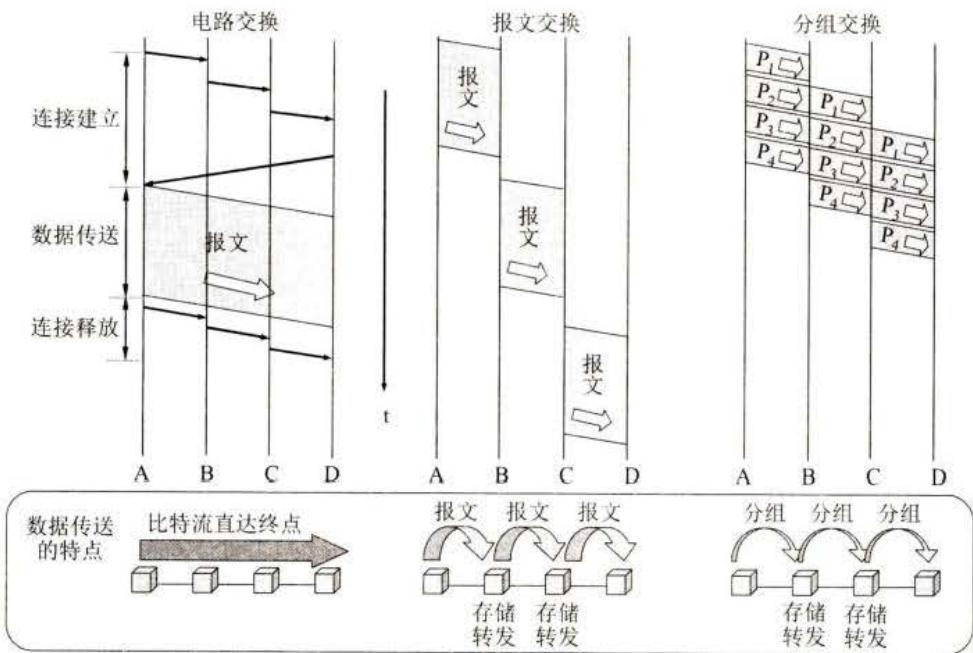 电路交换
报文交换
分组交换
连接建立
数据传送
连接释放
报文
t
报文
报文
报文
P1
P2
P3
P4
P1
P2
P3
P4
P1
P2
P3
P4
A B C D
A B C D
A B C D
数据传送
的特点
比特流直达终点
报文 报文 报文
存储 存储
转发 转发
分组 分组 分组
存储 存储
转发 转发